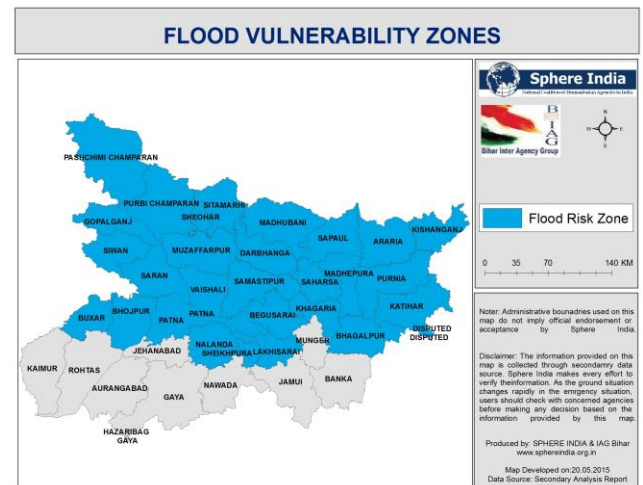 FLOOD VULNERABILITY ZONES
Sphere India
National Coalition of Humanitarian Agencies in India
B
I
A
G
Bihar Inter Agency Group
N
W
E
S
Flood Risk Zone
0 35 70 140 KM
PASHCHIMI CHAMPARAN
PURBI CHAMPARAN
SITAMARHI
SHEOHAR
GOPALGANJ
MADHUBANI
KISHANGANJ
SIWAN
MUZAFFARPUR
DARBHANGA
SAPAUL
ARARIA
SARAN
VAISHALI
SAMASTIPUR
SAHARSA
MADHEPURA
PURNIA
BUXAR
BHOJPUR
PATNA
PATNA
BEGUSARAI
KHAGARIA
KATIHAR
NALANDA
SHEIKHPURA
LAKHISARAI
MUNGER
BHAGALPUR
DISPUTED
DISPUTED
KAIMUR
ROHTAS
JEHANABAD
AURANGABAD
GAYA
NAWADA
JAMUI
BANKA
HAZARIBAG
GAYA
Noter: Administrative bounadries used on this
map do not imply official endorsement or
acceptance by Sphere India.
Disclaimer: The information provided on this
map is collected through secondamry data
source. Sphere India makes every effort to
verify theinformation. As the ground situation
changes rapidly in the emrgency situation,
users should check with concerned agencies
before making any decision based on the
information provided by this map.
Produced by: SPHERE INDIA & IAG Bihar
www.sphereindia.org.in
Map Developed on:20.05.2015
Data Source: Secondary Analysis Report